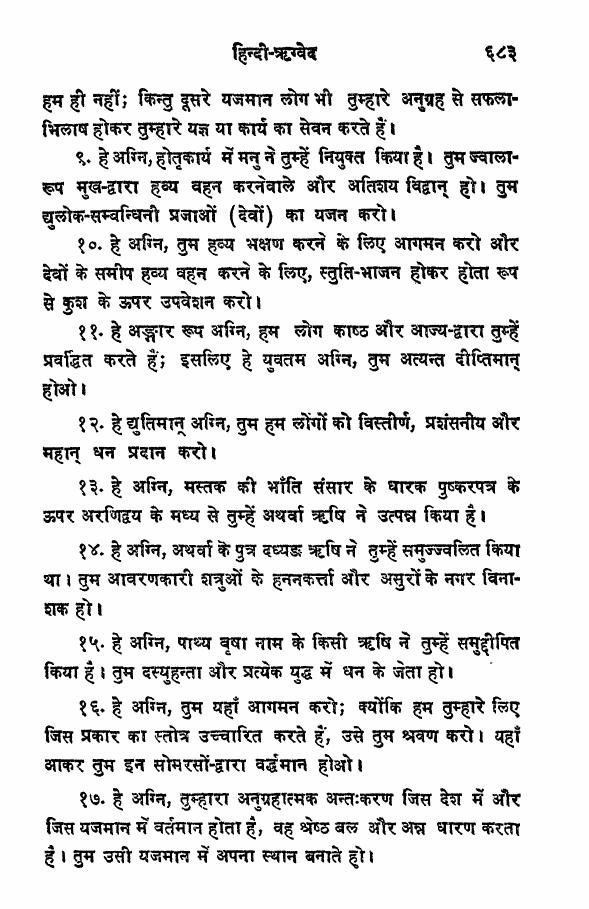 हिन्दी-ऋग्वेद ६८३
हम ही नहीं; किन्तु दूसरे यजमान लोग भी तुम्हारे अनुग्रह से सफला-
भिलाष होकर तुम्हारे यज्ञ या कार्य का सेवन करते हैं।
९. हे अग्नि, होतृकार्य में मनु ने तुम्हें नियुक्त किया है। तुम ज्वाला-
रूप मुख-द्वारा हव्य वहन करनेवाले और अतिशय विद्वान् हो। तुम
द्युलोक-सम्बन्धिनी प्रजाओं (देवों) का यजन करो।
१०. हे अग्नि, तुम हव्य भक्षण करने के लिए आगमन करो और
देवों के समीप हव्य वहन करने के लिए, स्तुति-भाजन होकर होता रूप
से कुश के ऊपर उपवेशन करो।
११. हे अङ्गार रूप अग्नि, हम लोग काष्ठ और आज्य-द्वारा तुम्हें
प्रवर्द्धित करते हैं; इसलिए हे युवतम अग्नि, तुम अत्यन्त दीप्तिमान्
होओ।
१२. हे द्युतिमान् अग्नि, तुम हम लोगों को विस्तीर्ण, प्रशंसनीय और
महान् धन प्रदान करो।
१३. हे अग्नि, मस्तक की भाँति संसार के धारक पुष्करपत्र के
ऊपर अरणिद्वय के मध्य से तुम्हें अथर्वा ऋषि ने उत्पन्न किया है।
१४. हे अग्नि, अथर्वा के पुत्र दध्यङ ऋषि ने तुम्हें समुज्ज्वलित किया
था। तुम आवरणकारी शत्रुओं के हननकर्त्ता और असुरों के नगर विना-
शक हो।
१५. हे अग्नि, पाथ्य बृषा नाम के किसी ऋषि ने तुम्हें समुद्दीपित
किया है। तुम दस्युहन्ता और प्रत्येक युद्ध में धन के जेता हो।
१६. हे अग्नि, तुम यहाँ आगमन करो; क्योंकि हम तुम्हारे लिए
जिस प्रकार का स्तोत्र उच्चारित करते हैं, उसे तुम श्रवण करो। यहाँ
आकर तुम इन सोमरसों-द्वारा वर्द्धमान होओ।
१७. हे अग्नि, तुम्हारा अनुग्रहात्मक अन्तःकरण जिस देश में और
जिस यजमान में वर्तमान होता है, वह श्रेष्ठ बल और अन्न धारण करता
है। तुम उसी यजमान में अपना स्थान बनाते हो।